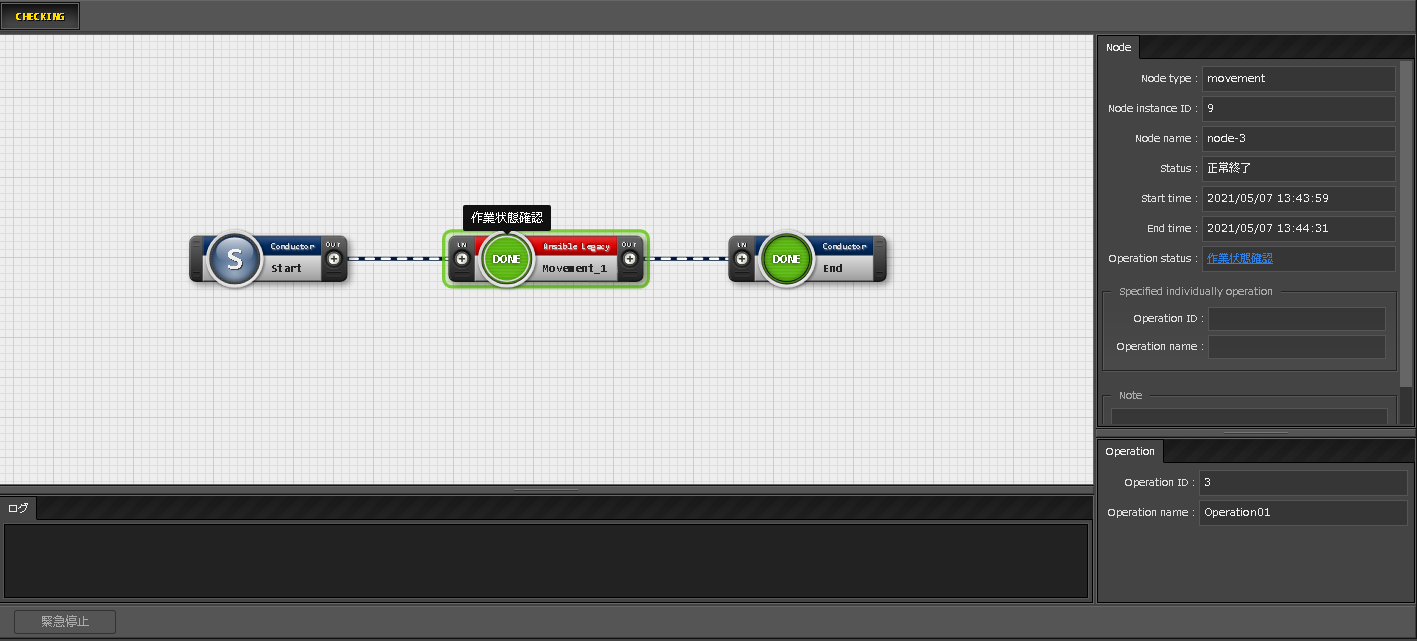 CHECKING
作業状態確認
Conductor
OUT
S
Start
IN
Ansible Legacy
OUT
DONE
Movement_1
IN
Conductor
DONE
End
ログ
緊急停止
Node
Node type : movement
Node instance ID : 9
Node name : node-3
Status : 正常終了
Start time : 2021/05/07 13:43:59
End time : 2021/05/07 13:44:31
Operation status : 作業状態確認
Specified individually operation
Operation ID :
Operation name :
Note
Operation
Operation ID : 3
Operation name : Operation01